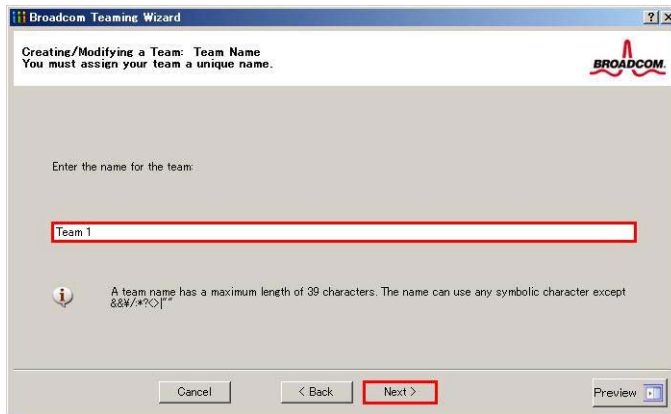 Broadcom Teaming Wizard
Creating/Modifying a Team: Team Name
You must assign your team a unique name.
BROADCOM.
Enter the name for the team:
Team 1
A team name has a maximum length of 39 characters. The name can use any symbolic character except
&&¥/:*?<>|""
Cancel
< Back
Next >
Preview